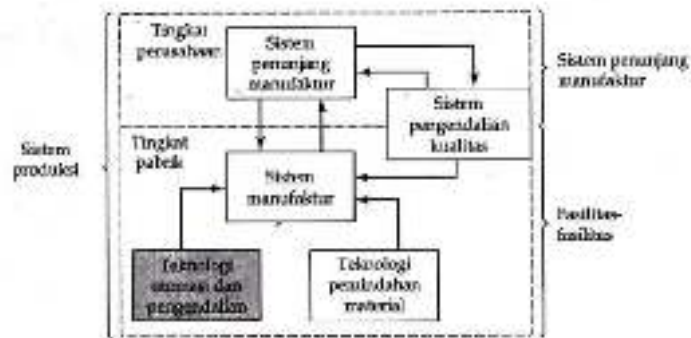 Tingkat
perusahaan
Sistem
penunjang
manufaktur
Sistem penunjang
manufaktur
Sistem
pengendalian
kualitas
Sistem
produksi
Tingkat
pabrik
Sistem
manufaktur
Fasilitas-
fasilitas
Teknologi
otomasi dan
pengendalian
Teknologi
pemindahan
material